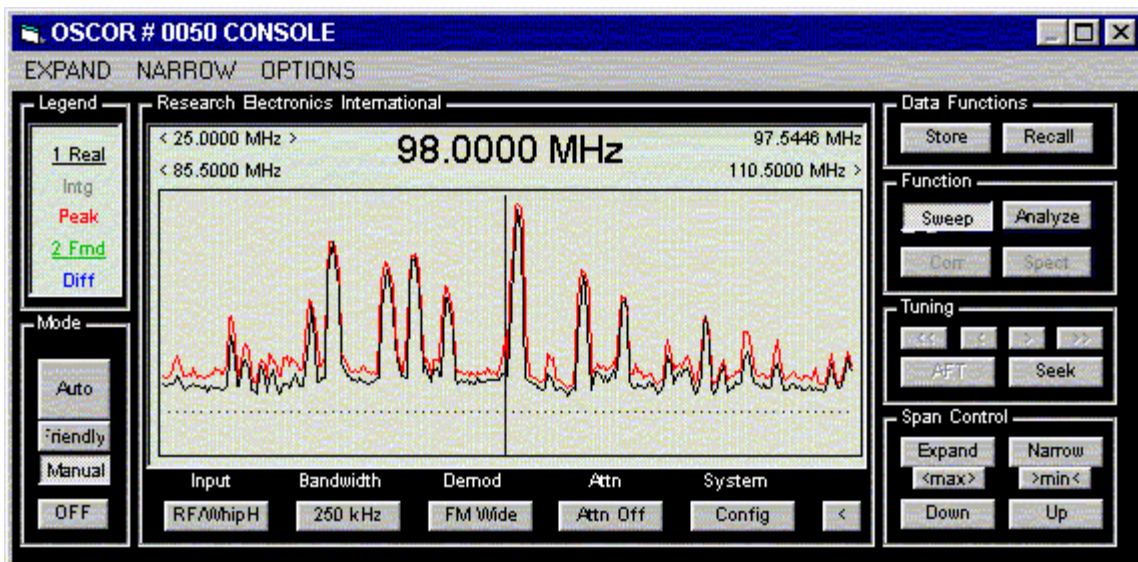 OSCOR # 0050 CONSOLE
EXPAND NARROW OPTIONS
Legend
1 Real
Intg
Peak
2 Frnd
Diff
Mode
Auto
Friendly
Manual
OFF
Research Electronics International
< 25.0000 MHz > 98.0000 MHz 97.5446 MHz
< 85.5000 MHz 110.5000 MHz >
Input Bandwidth Demod Attn System
RF/WhipH 250 kHz FM Wide Attn Off Config <
Data Functions
Store Recall
Function
Sweep Analyze
Corr Spect
Tuning
<< < > >>
AFT Seek
Span Control
Expand Narrow
<max> >min<
Down Up